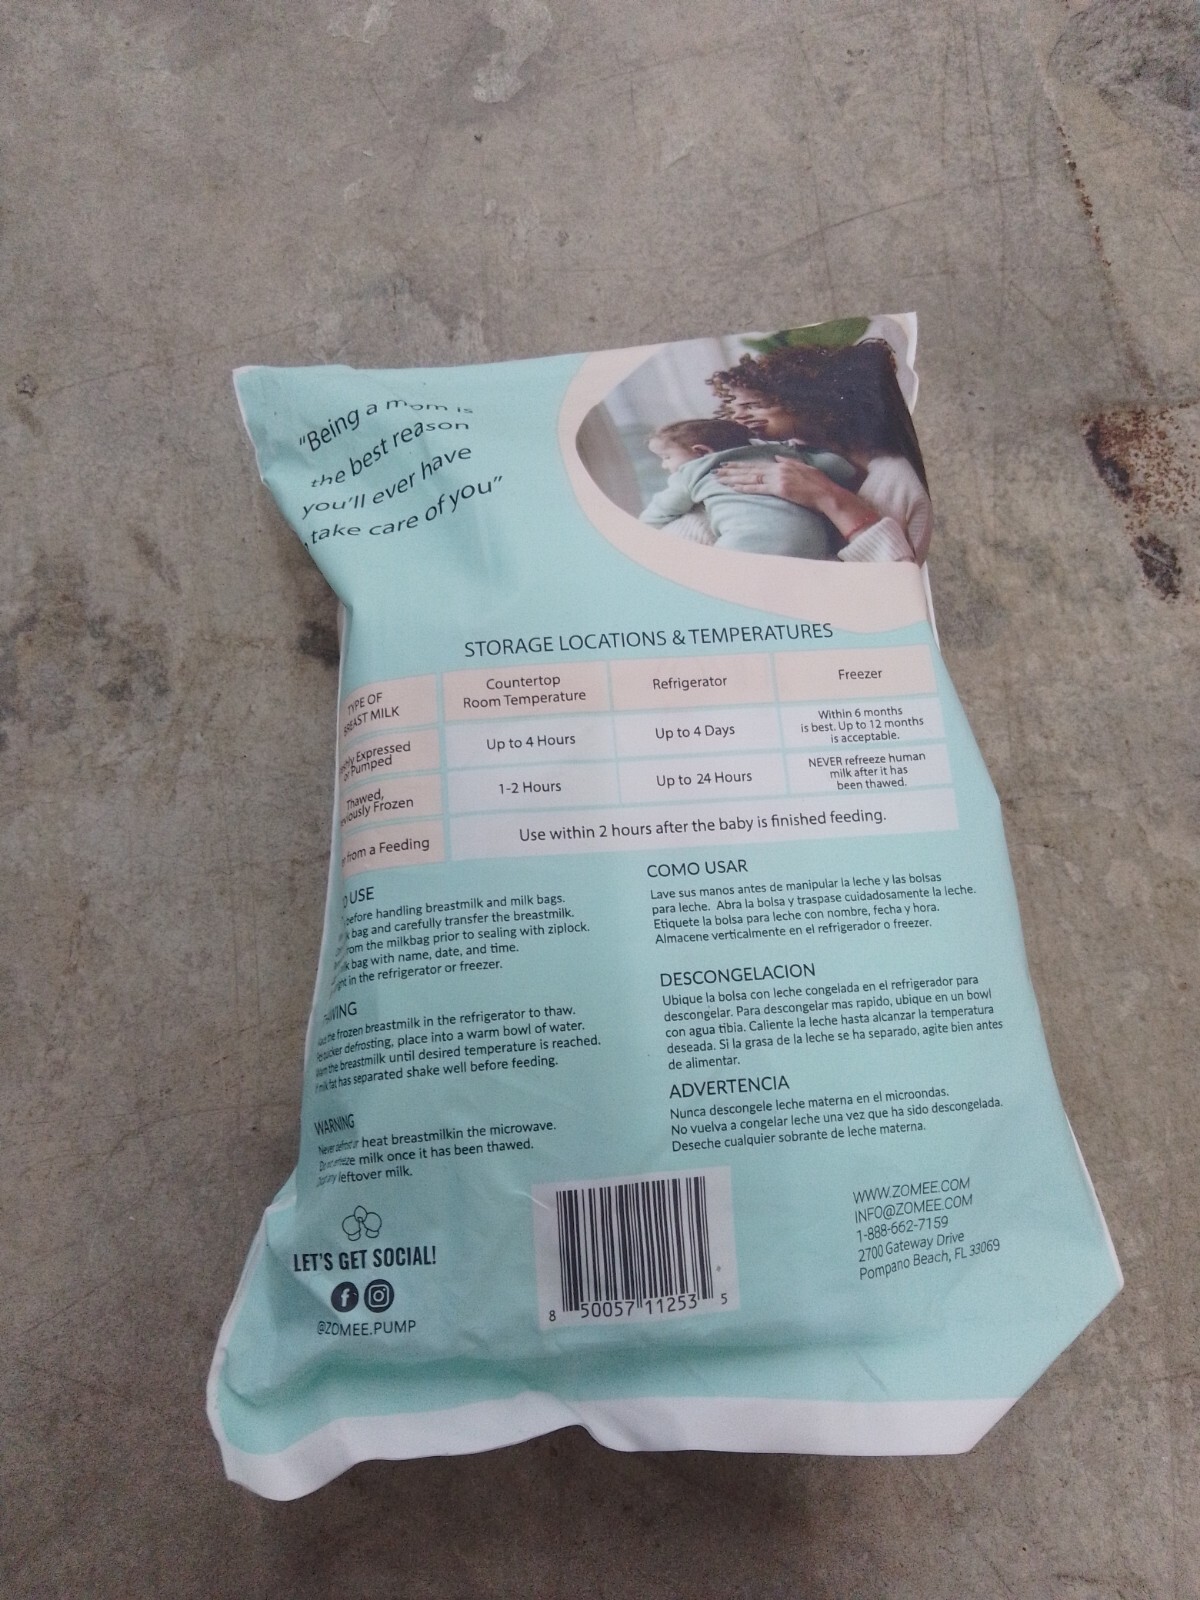 "Being a mom is
the best reason
you'll ever have
take care of you"
STORAGE LOCATIONS & TEMPERATURES
TYPE OF
MILK
Countertop
Room Temperature
Refrigerator
Freezer
Expressed
or Pumped
Up to 4 Hours
Up to 4 Days
Within 6 months
is best. Up to 12 months
is acceptable.
Thawed,
Frozen
1-2 Hours
Up to 24 Hours
NEVER refreeze human
milk after it has
been thawed.
from a Feeding
Use within 2 hours after the baby is finished feeding.
USE
before handling breastmilk and milk bags.
bag and carefully transfer the breastmilk.
from the milkbag prior to sealing with ziplock.
bag with name, date, and time.
in the refrigerator or freezer.
frozen breastmilk in the refrigerator to thaw.
defrosting, place into a warm bowl of water.
the breastmilk until desired temperature is reached.
milk fat has separated shake well before feeding.
WARNING
Never defrost or heat breastmilkin the microwave.
milk once it has been thawed.
any leftover milk.
COMO USAR
Lave sus manos antes de manipular la leche y las bolsas
para leche. Abra la bolsa y traspase cuidadosamente la leche.
Etiquete la bolsa para leche con nombre, fecha y hora.
Almacene verticalmente en el refrigerador o freezer.
DESCONGELACION
Ubique la bolsa con leche congelada en el refrigerador para
descongelar. Para descongelar mas rapido, ubique en un bowl
con agua tibia. Caliente la leche hasta alcanzar la temperatura
deseada. Si la grasa de la leche se ha separado, agite bien antes
de alimentar.
ADVERTENCIA
Nunca descongele leche materna en el microondas.
No vuelva a congelar leche una vez que ha sido descongelada.
Deseche cualquier sobrante de leche materna.
LET'S GET SOCIAL!
@ZOMEE.PUMP
8 50057 11253 5
WWW.ZOMEE.COM
INFO@ZOMEE.COM
1-888-662-7159
2700 Gateway Drive
Pompano Beach, FL 33069